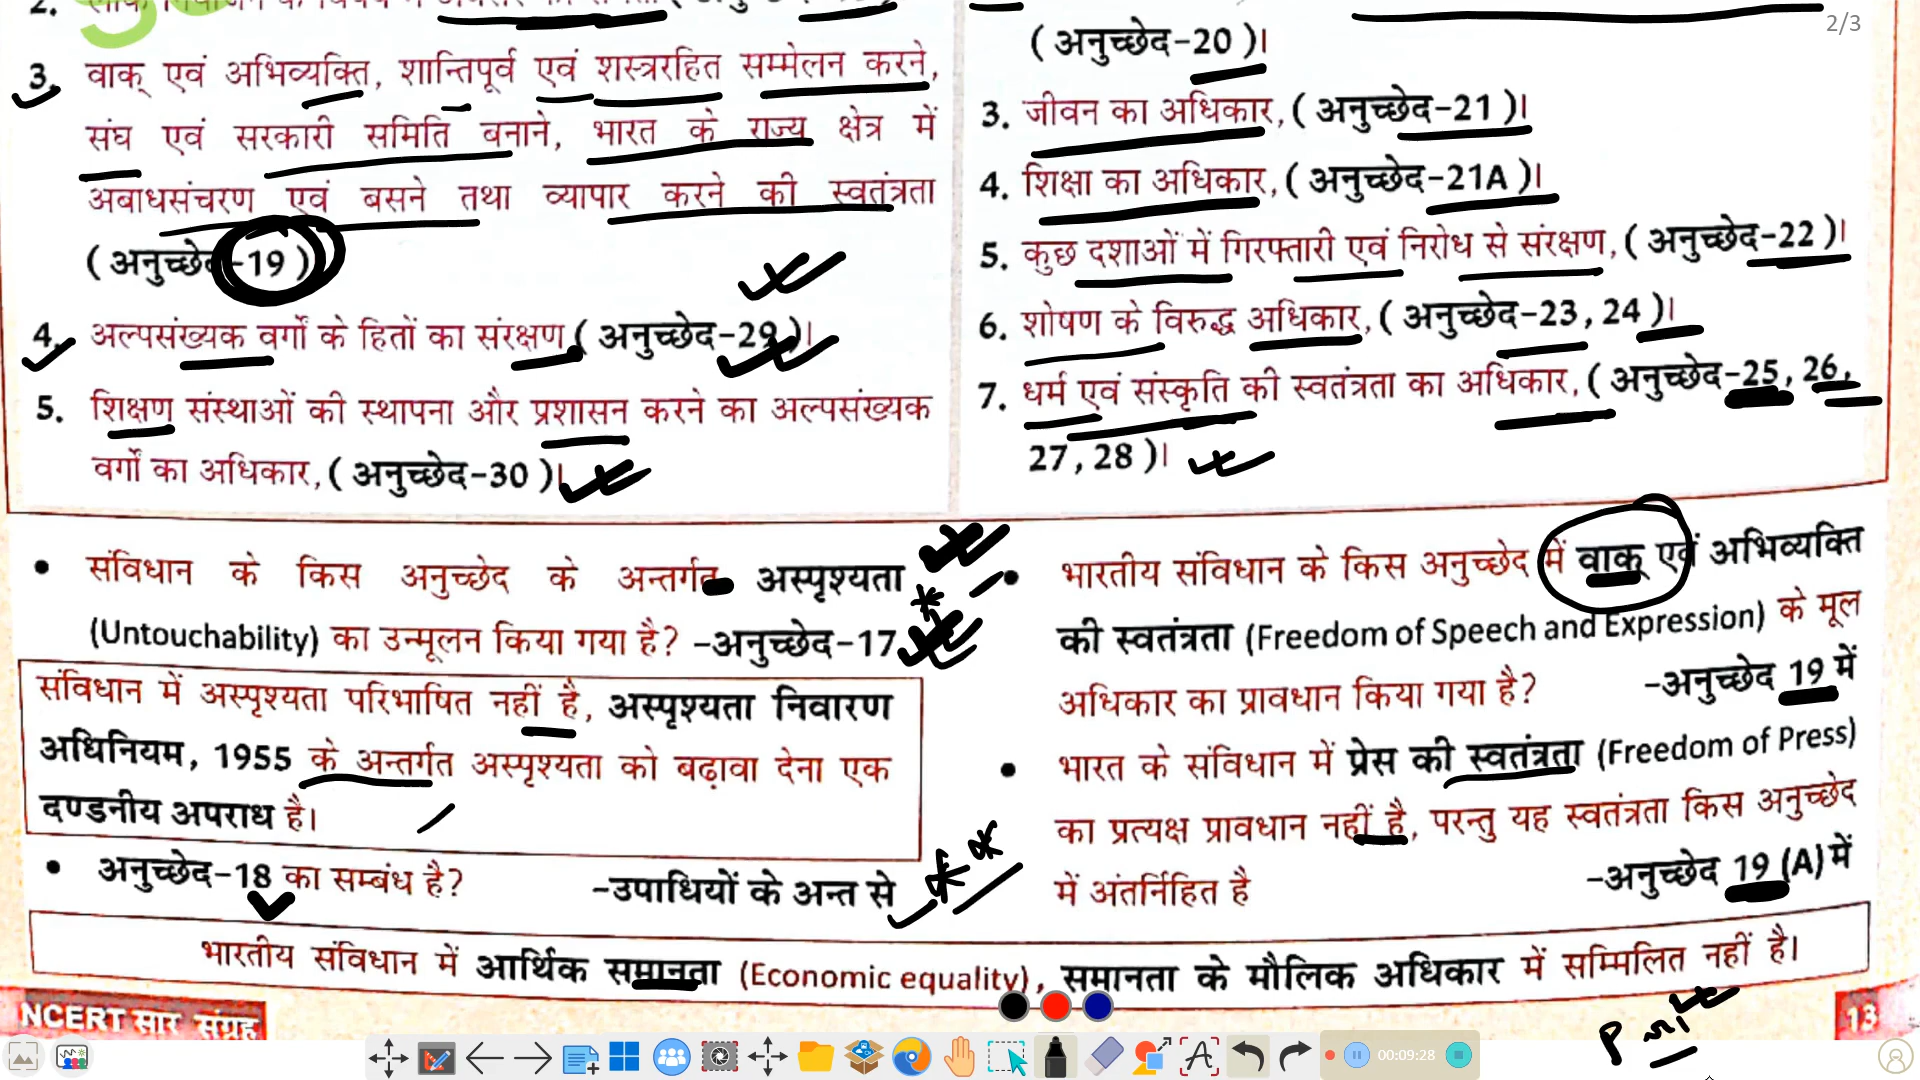 2/3
3. वाक् एवं अभिव्यक्ति, शान्तिपूर्व एवं शस्त्ररहित सम्मेलन करने,
संघ एवं सरकारी समिति बनाने, भारत के राज्य क्षेत्र में
अबाधसंचरण एवं बसने तथा व्यापार करने की स्वतंत्रता
(अनुच्छेद-19)
4. अल्पसंख्यक वर्गों के हितों का संरक्षण (अनुच्छेद-29)।
5. शिक्षण संस्थाओं की स्थापना और प्रशासन करने का अल्पसंख्यक
वर्गों का अधिकार, (अनुच्छेद-30)।
(अनुच्छेद-20)।
3. जीवन का अधिकार, (अनुच्छेद-21)।
4. शिक्षा का अधिकार, (अनुच्छेद-21A)।
5. कुछ दशाओं में गिरफ्तारी एवं निरोध से संरक्षण, (अनुच्छेद-22)।
6. शोषण के विरुद्ध अधिकार, (अनुच्छेद-23, 24)।
7. धर्म एवं संस्कृति की स्वतंत्रता का अधिकार, (अनुच्छेद-25, 26,
27, 28)।
• संविधान के किस अनुच्छेद के अन्तर्गत अस्पृश्यता
(Untouchability) का उन्मूलन किया गया है? -अनुच्छेद-17
संविधान में अस्पृश्यता परिभाषित नहीं है, अस्पृश्यता निवारण
अधिनियम, 1955 के अन्तर्गत अस्पृश्यता को बढ़ावा देना एक
दण्डनीय अपराध है।
• अनुच्छेद-18 का सम्बंध है? -उपाधियों के अन्त से
• भारतीय संविधान के किस अनुच्छेद में वाक् एवं अभिव्यक्ति
की स्वतंत्रता (Freedom of Speech and Expression) के मूल
अधिकार का प्रावधान किया गया है? -अनुच्छेद 19 में
• भारत के संविधान में प्रेस की स्वतंत्रता (Freedom of Press)
का प्रत्यक्ष प्रावधान नहीं है, परन्तु यह स्वतंत्रता किस अनुच्छेद
में अंतर्निहित है -अनुच्छेद 19 (A) में
भारतीय संविधान में आर्थिक समानता (Economic equality), समानता के मौलिक अधिकार में सम्मिलित नहीं है।
NCERT सार संग्रह
13
00:09:28